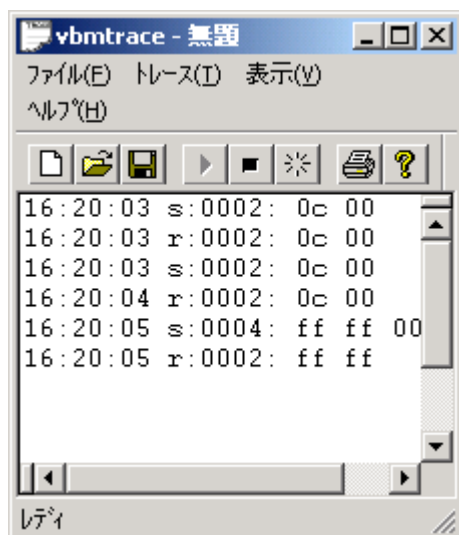 vbmtrace - 無題
ﾌｧｲﾙ(F) ﾄﾚｰｽ(T) 表示(V)
ﾍﾙﾌﾟ(H)
16:20:03 s:0002: 0c 00
16:20:03 r:0002: 0c 00
16:20:03 s:0002: 0c 00
16:20:04 r:0002: 0c 00
16:20:05 s:0004: ff ff 00
16:20:05 r:0002: ff ff
ﾚﾃﾞｨ